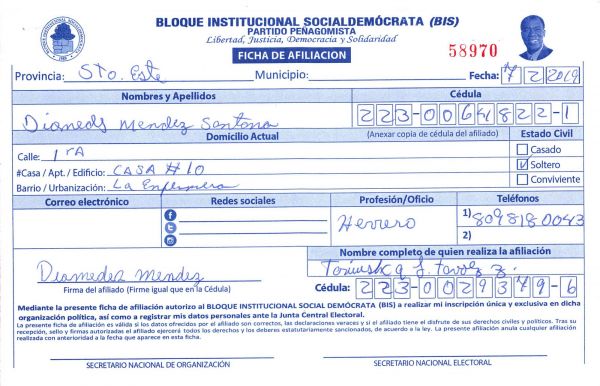 BLOQUE INSTITUCIONAL SOCIALDEMÓCRATA (BIS)
PARTIDO PEÑAGOMISTA
Libertad, Justicia, Democracia y Solidaridad
FICHA DE AFILIACION
58970
Provincia: Sto. Este Municipio: Fecha: 7 2 2019
Nombres y Apellidos
Cédula
Diomeds Mendez Santana
223-0064822-1
Domicilio Actual
(Anexar copia de cédula del afiliado)
Estado Civil
Calle: 1rA
Casado
#Casa / Apt. / Edificio: CASA # 10
Soltero
Barrio / Urbanización: La Enfermera
Conviviente
Correo electrónico
Redes sociales
Profesión/Oficio
Teléfonos
Herrero
1) 809818 0043
2)
Nombre completo de quien realiza la afiliación
Diomedes Mendez
Firma del afiliado (Firme igual que en la Cédula)
Cédula: 223-0029379-6
Mediante la presente ficha de afiliación autorizo al BLOQUE INSTITUCIONAL SOCIAL DEMÓCRATA (BIS) a realizar mi inscripción única y exclusiva en dicha
organización política, así como a registrar mis datos personales ante la Junta Central Electoral.
La presente ficha de afiliación es válida si los datos ofrecidos por el afiliado son correctos, las declaraciones veraces y si el afiliado tiene el disfrute de sus derechos civiles y políticos. Tras su
recepción, sello y firmas autorizadas el afiliado ejercerá todos los derechos y los deberes estatutariamente sancionados, de acuerdo a la ley. La presente afiliación anula cualquier afiliación
realizada con anterioridad a la fecha que aparece en esta ficha.
SECRETARIO NACIONAL DE ORGANIZACIÓN
SECRETARIO NACIONAL ELECTORAL